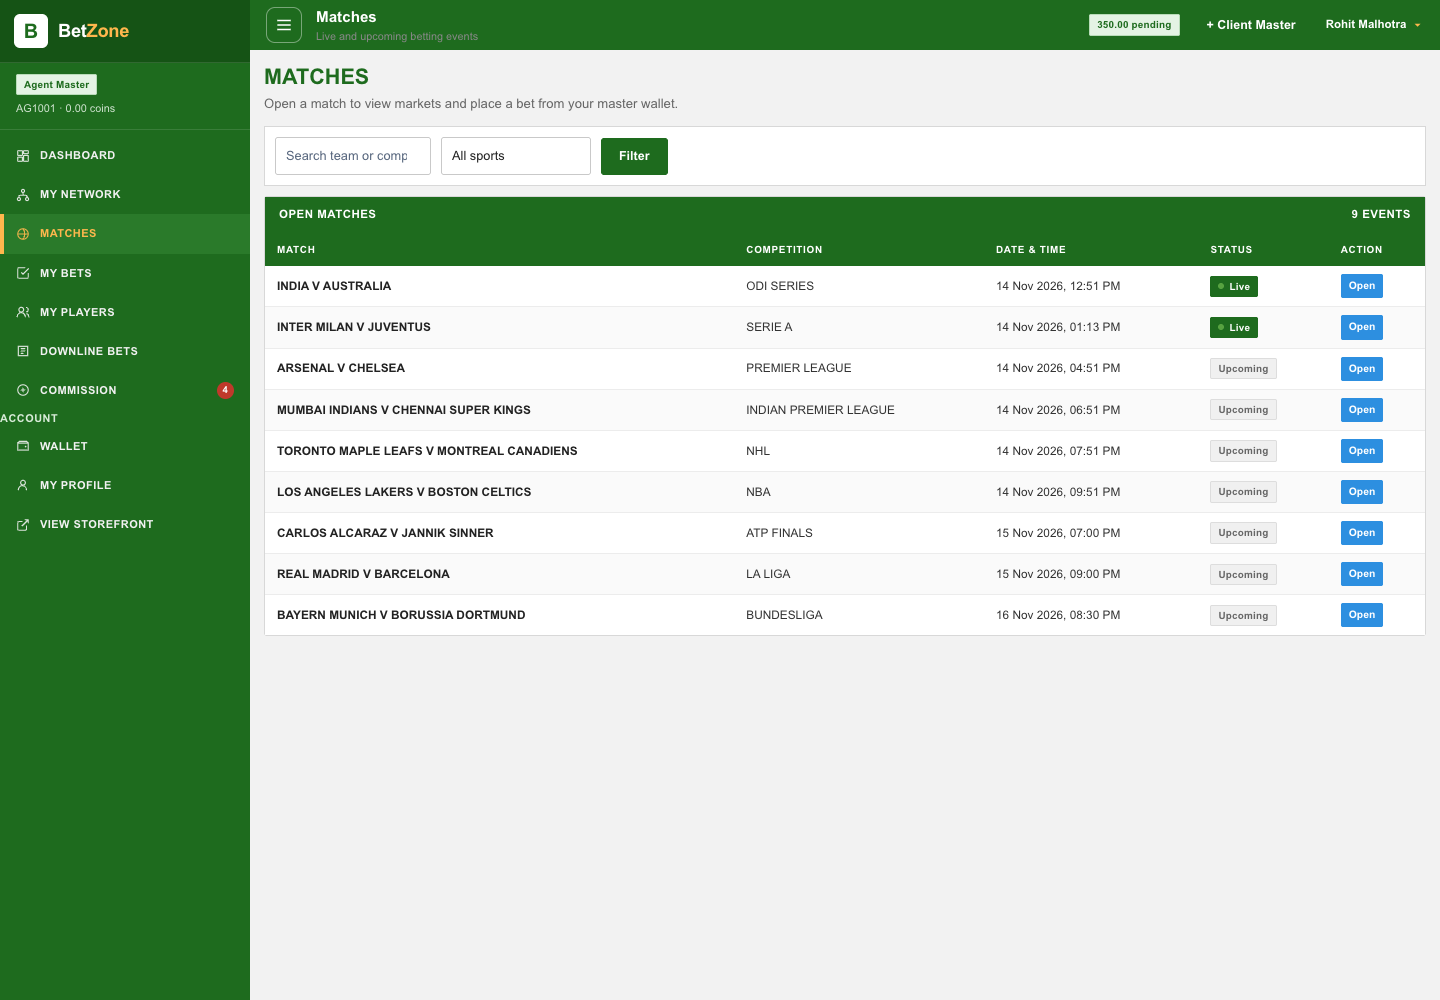 B BetZone
Agent Master
AG1001 · 0.00 coins
DASHBOARD
MY NETWORK
MATCHES
MY BETS
MY PLAYERS
DOWNLINE BETS
COMMISSION 4
ACCOUNT
WALLET
MY PROFILE
VIEW STOREFRONT
Matches
Live and upcoming betting events
350.00 pending + Client Master Rohit Malhotra
MATCHES
Open a match to view markets and place a bet from your master wallet.
Search team or comp All sports Filter
OPEN MATCHES 9 EVENTS
MATCH COMPETITION DATE & TIME STATUS ACTION
INDIA V AUSTRALIA ODI SERIES 14 Nov 2026, 12:51 PM Live Open
INTER MILAN V JUVENTUS SERIE A 14 Nov 2026, 01:13 PM Live Open
ARSENAL V CHELSEA PREMIER LEAGUE 14 Nov 2026, 04:51 PM Upcoming Open
MUMBAI INDIANS V CHENNAI SUPER KINGS INDIAN PREMIER LEAGUE 14 Nov 2026, 06:51 PM Upcoming Open
TORONTO MAPLE LEAFS V MONTREAL CANADIENS NHL 14 Nov 2026, 07:51 PM Upcoming Open
LOS ANGELES LAKERS V BOSTON CELTICS NBA 14 Nov 2026, 09:51 PM Upcoming Open
CARLOS ALCARAZ V JANNIK SINNER ATP FINALS 15 Nov 2026, 07:00 PM Upcoming Open
REAL MADRID V BARCELONA LA LIGA 15 Nov 2026, 09:00 PM Upcoming Open
BAYERN MUNICH V BORUSSIA DORTMUND BUNDESLIGA 16 Nov 2026, 08:30 PM Upcoming Open